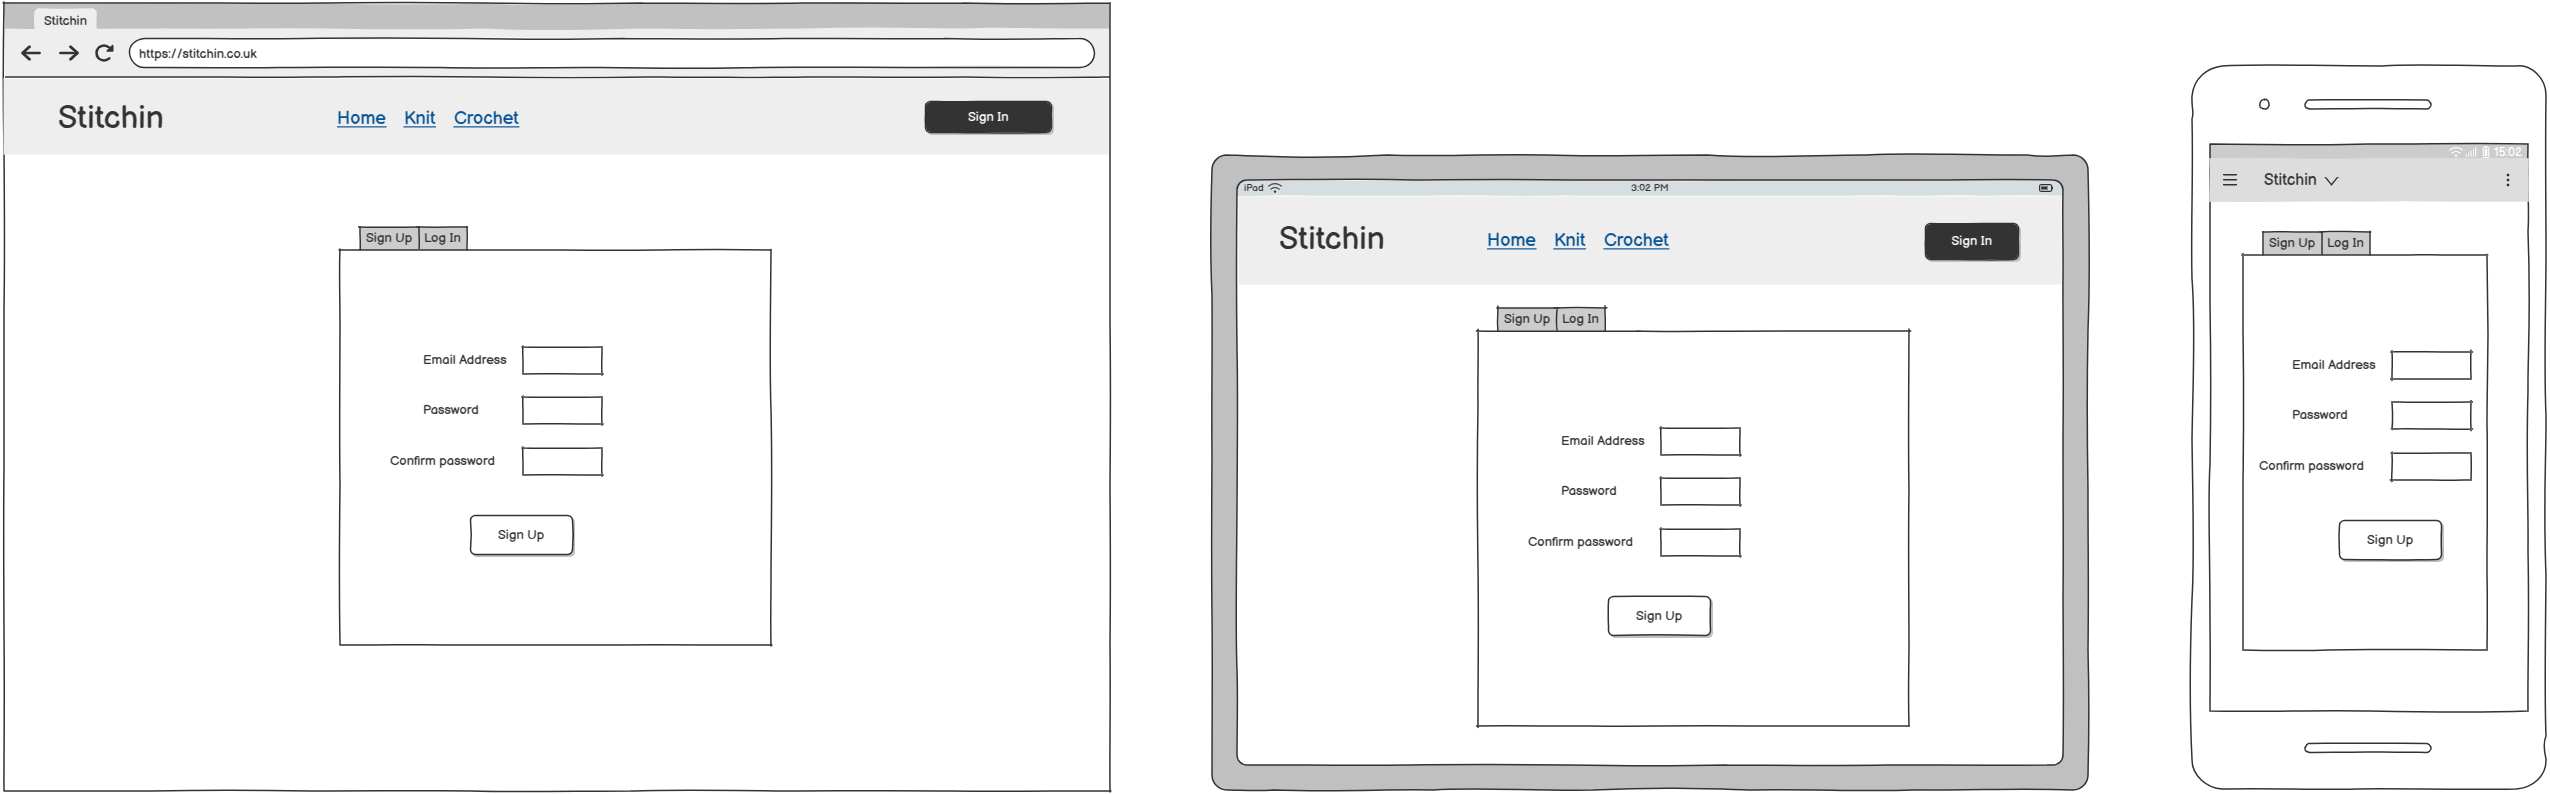 Stitchin
https://stitchin.co.uk
Stitchin Home Knit Crochet Sign In
Sign Up Log In
Email Address
Password
Confirm password
Sign Up
iPad 3:02 PM
Stitchin Home Knit Crochet Sign In
Sign Up Log In
Email Address
Password
Confirm password
Sign Up
15:02
Stitchin
Sign Up Log In
Email Address
Password
Confirm password
Sign Up